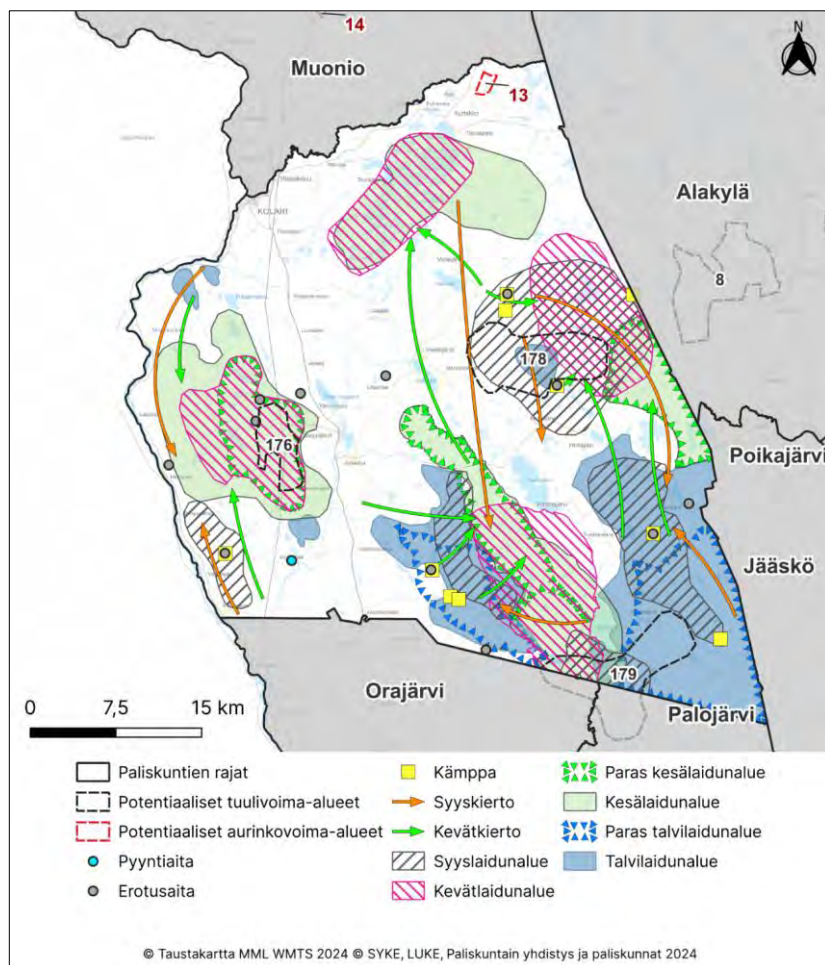 14
N
Muonio
13
KOLARI
Alakylä
8
178
176
Poikajärvi
Jääskö
179
Orajärvi
Palojärvi
0 7,5 15 km
Paliskuntien rajat
Potentiaaliset tuulivoima-alueet
Potentiaaliset aurinkovoima-alueet
Pyyntiaita
Erotusaita
Kämppa
Syyskierto
Kevätkierto
Syyslaidunalue
Kevätlaidunalue
Paras kesälaidunalue
Kesälaidunalue
Paras talvilaidunalue
Talvilaidunalue
© Taustakartta MML WMTS 2024 © SYKE, LUKE, Paliskuntain yhdistys ja paliskunnat 2024